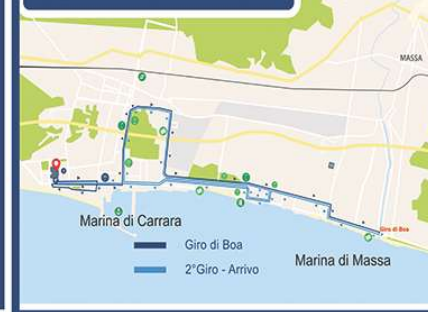 MASSA
Marina di Carrara
Giro di Boa
Giro di Boa
2°Giro - Arrivo
Marina di Massa